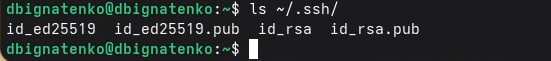 dbignatenko@dbignatenko:~$ ls ~/.ssh/
id_ed25519  id_ed25519.pub  id_rsa  id_rsa.pub
dbignatenko@dbignatenko:~$